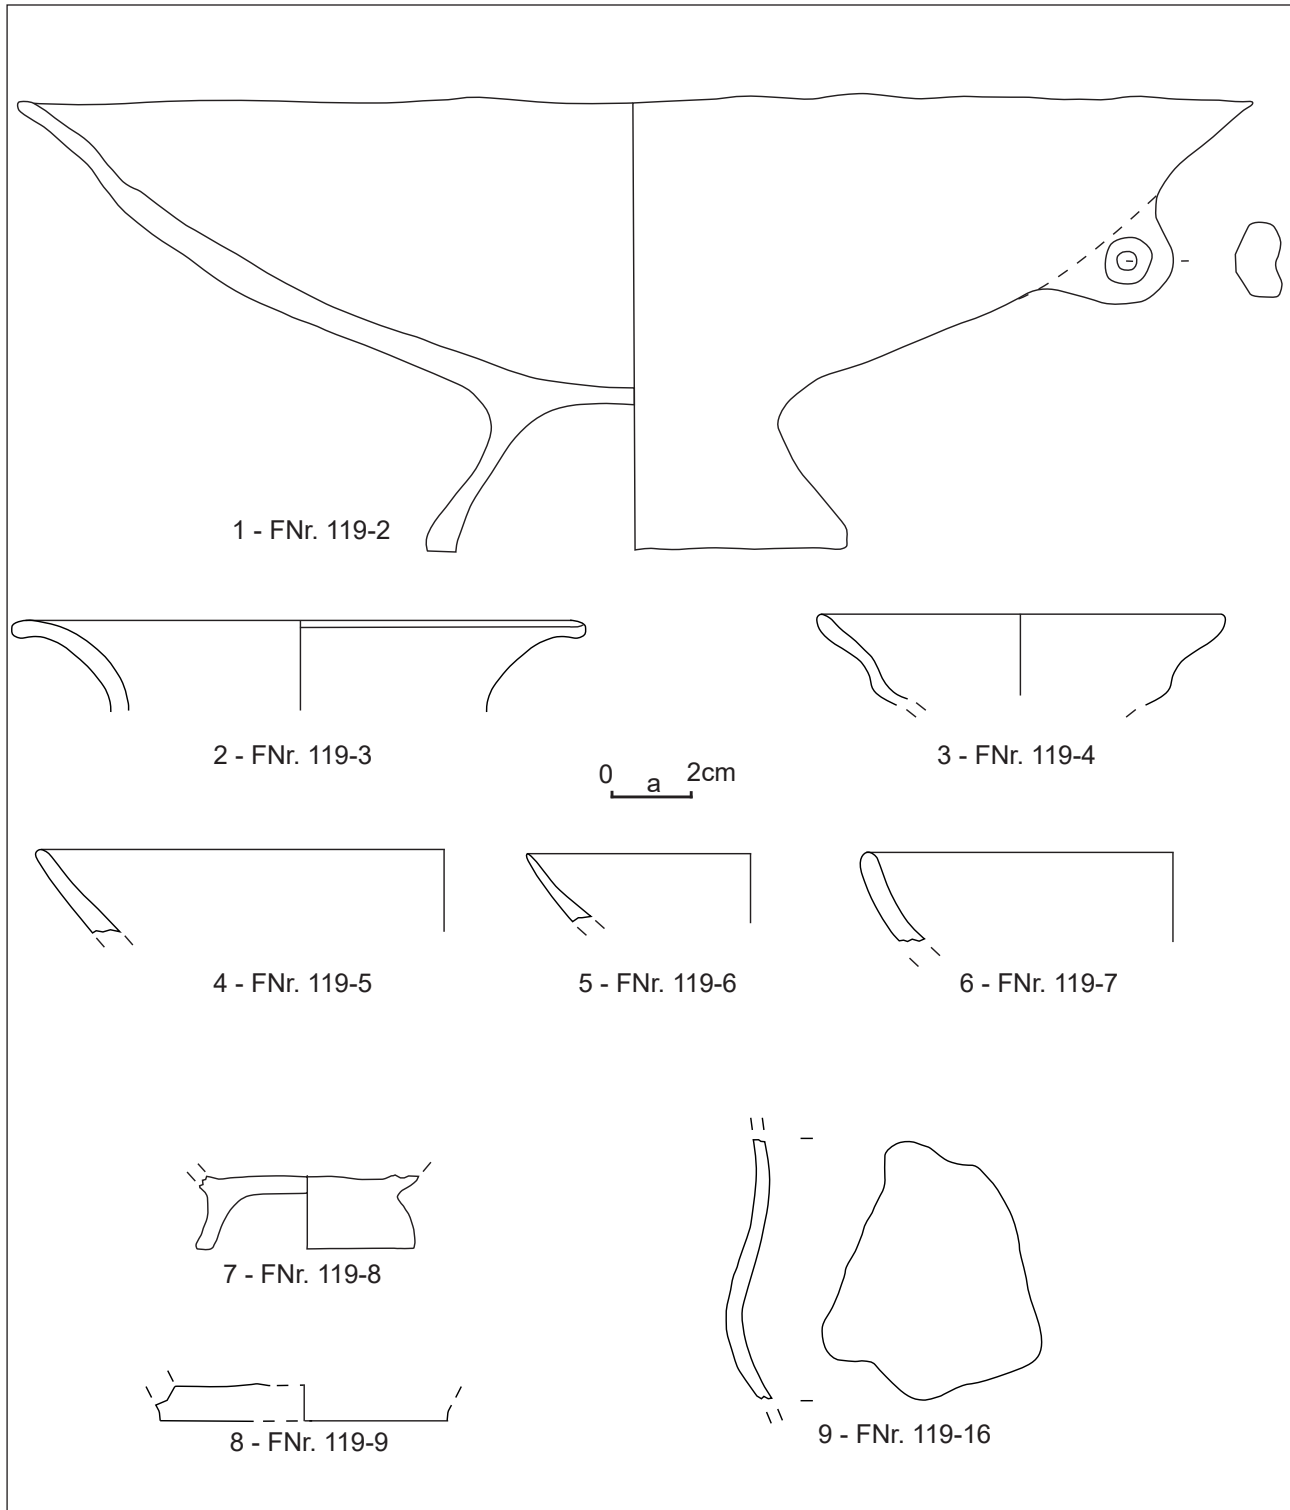 1 - FNr. 119-2
2 - FNr. 119-3
3 - FNr. 119-4
0 a 2cm
4 - FNr. 119-5
5 - FNr. 119-6
6 - FNr. 119-7
7 - FNr. 119-8
8 - FNr. 119-9
9 - FNr. 119-16